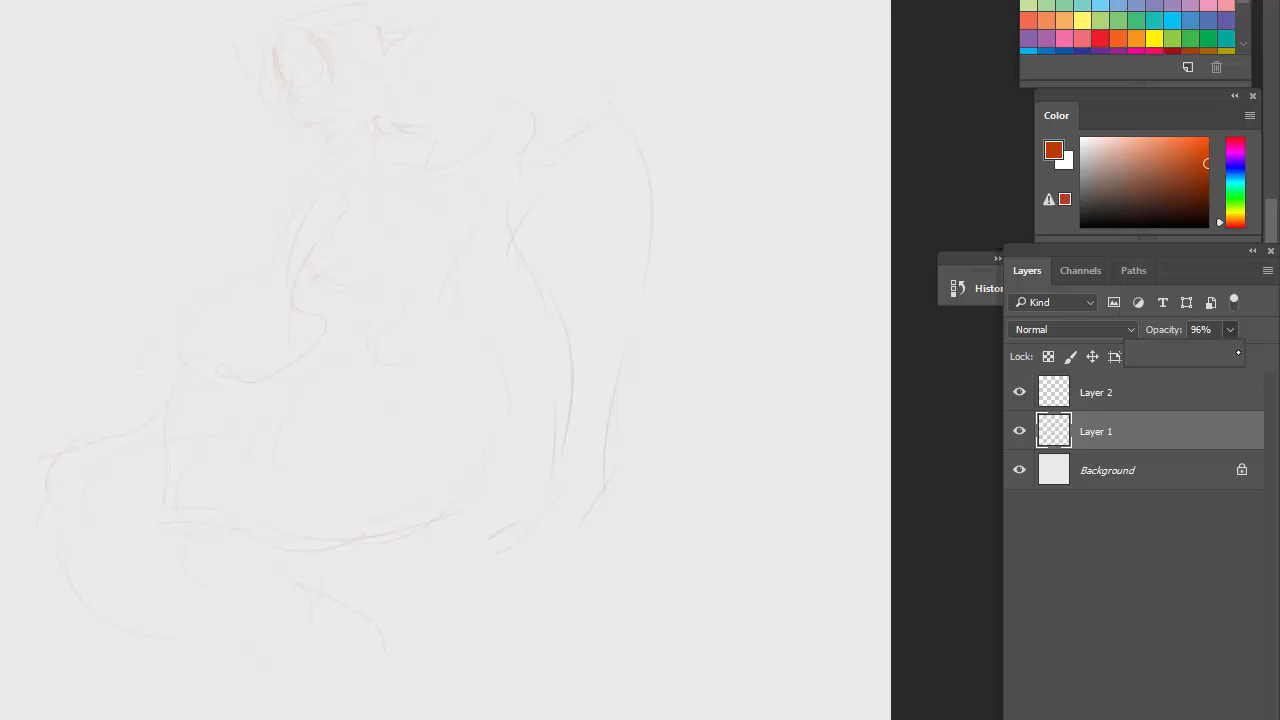 Color
Histor
Layers Channels Paths
Kind
Normal Opacity: 96%
Lock:
Layer 2
Layer 1
Background